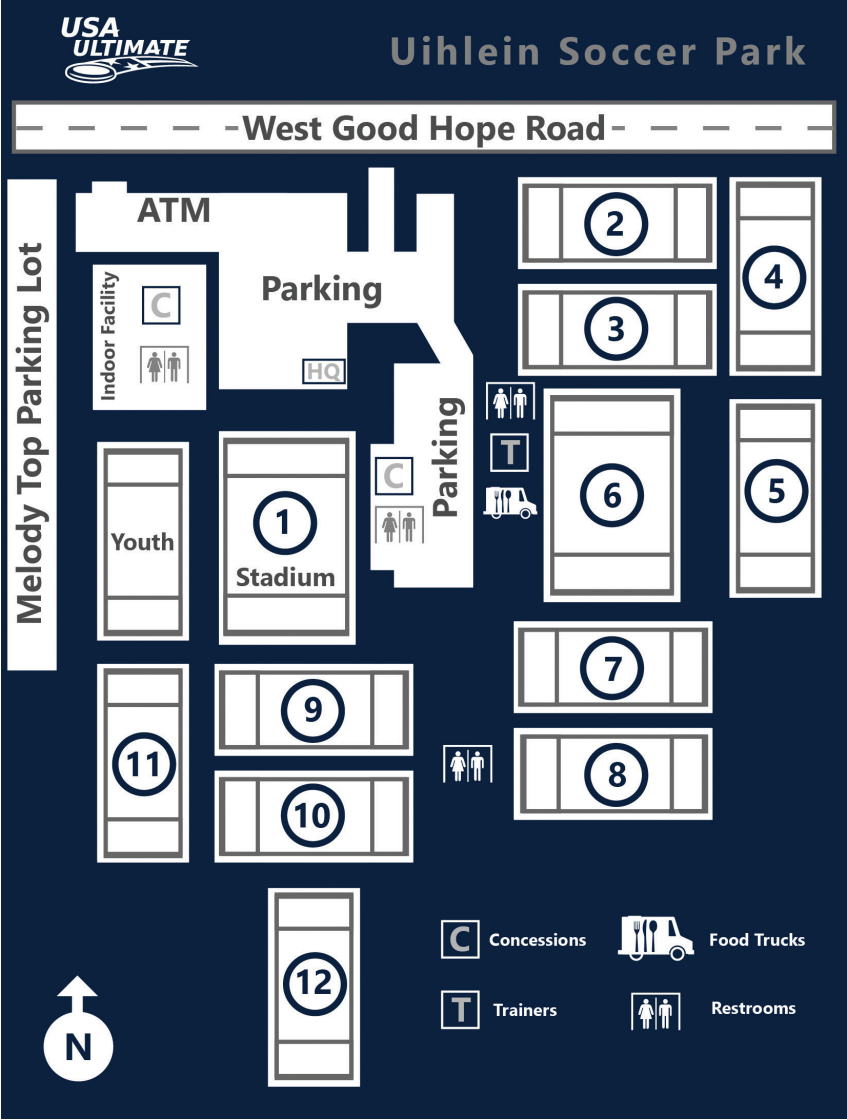 USA
ULTIMATE
Uihlein Soccer Park
West Good Hope Road
Melody Top Parking Lot
ATM
Parking
Indoor Facility
C
HQ
2
3
4
Parking
C
T
6
5
Youth
1
Stadium
7
8
9
10
11
12
C Concessions
Food Trucks
T Trainers
Restrooms
N